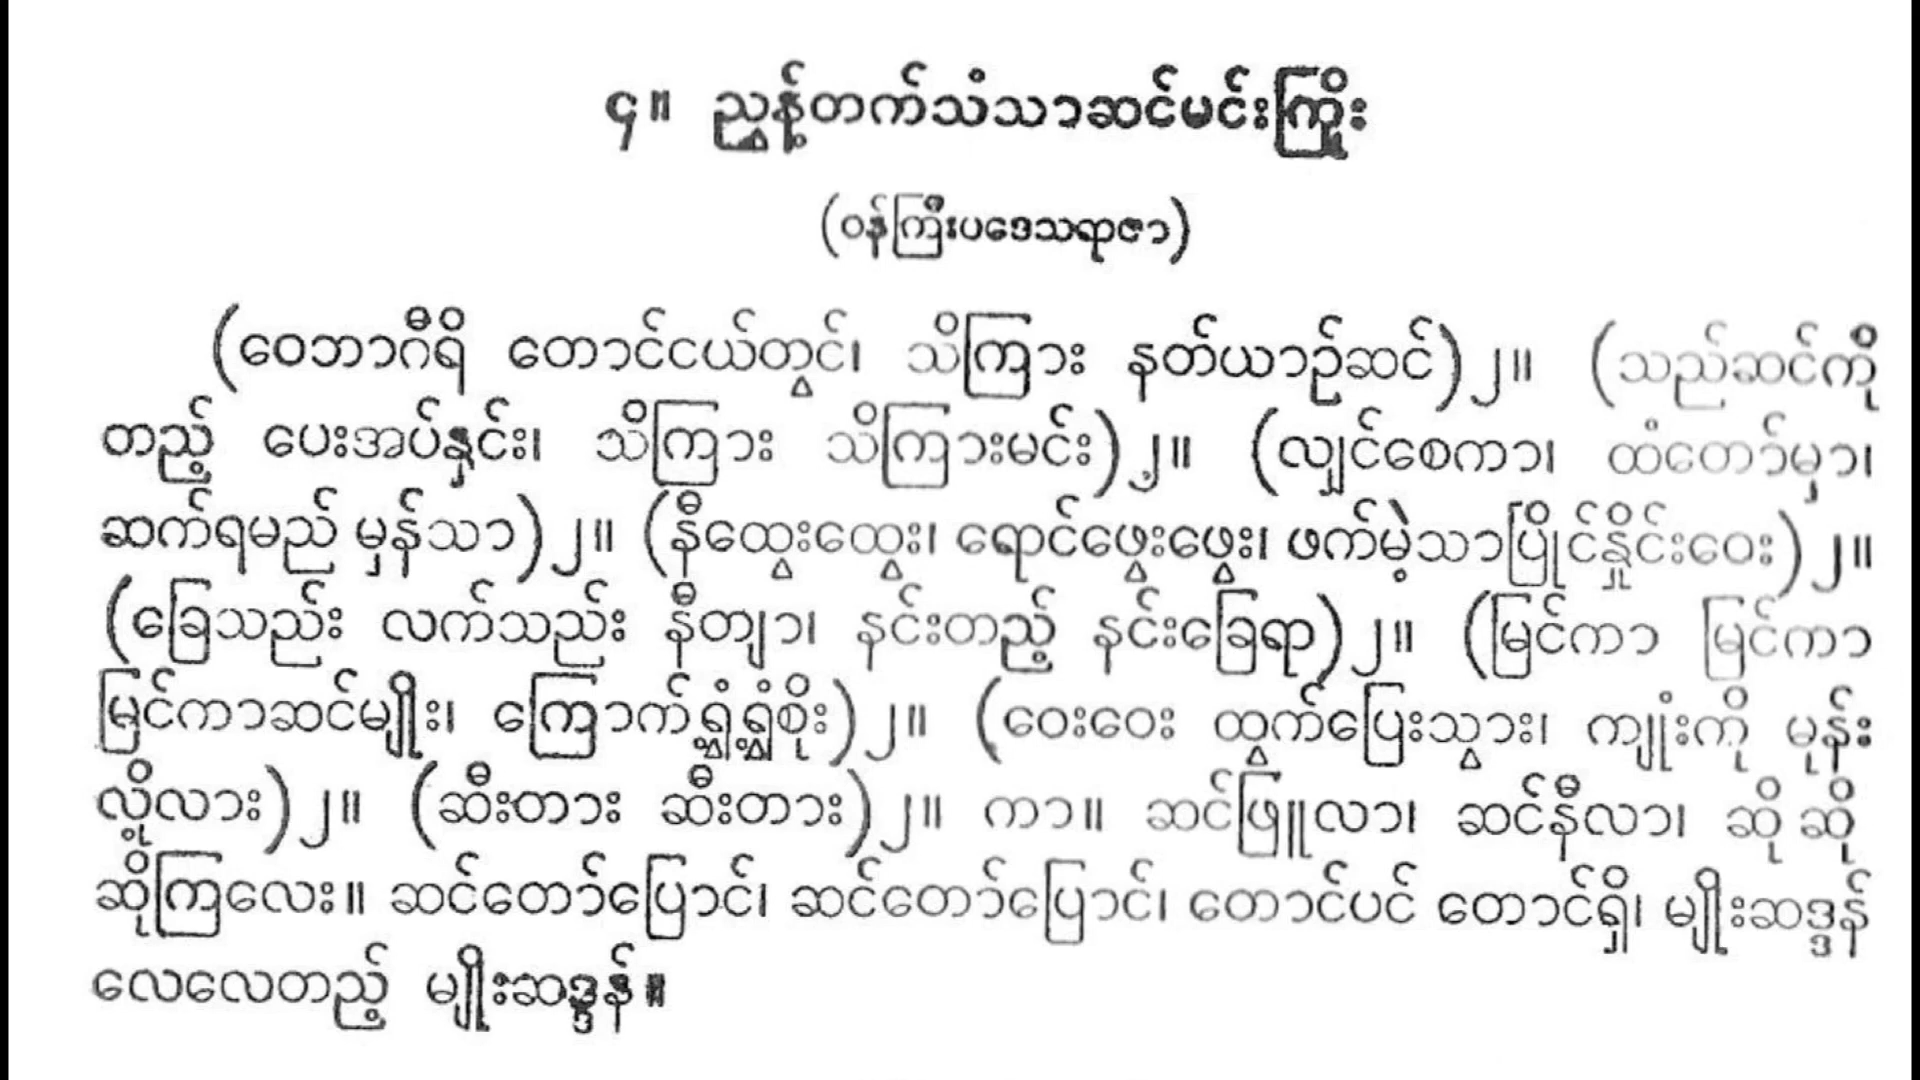 ၄။ ညွှန့်တက်သံသာဆင်မင်းကြိုး
(ဝန်ကြီးပဒေသရာဇာ)
(ဝေဘာဂီရိ တောင်ငယ်တွင်၊ သိကြား နတ်ယာဉ်ဆင်)၂။ (သည်ဆင်ကို
တည့် ပေးအပ်နှင်း၊ သိကြား သိကြားမင်း)၂။ (လျှင်စေကာ၊ ထံတော်မှာ၊
ဆက်ရမည် မှန်သာ)၂။ (နီထွေးထွေး၊ ရောင်ဖွေးဖွေး၊ ဖက်မဲ့သာပြိုင်နှိုင်းဝေး)၂။
(ခြေသည်း လက်သည်း နီတျာ၊ နင်းတည့် နင်းခြေရာ)၂။ (မြင်ကာ မြင်ကာ
မြင်ကာဆင်မျိုး၊ ကြောက်ရွှံ့ရွှံ့စိုး)၂။ (ဝေးဝေး ထွက်ပြေးသွား၊ ကျုံးကို မုန်း
လို့လား)၂။ (ဆီးတား ဆီးတား)၂။ ကာ။ ဆင်ဖြူလာ၊ ဆင်နီလာ၊ ဆို ဆို
ဆိုကြလေး။ ဆင်တော်ပြောင်၊ ဆင်တော်ပြောင်၊ တောင်ပင် တောင်ရှိ၊ မျိုးဆဒ္ဒန်
လေလေတည့် မျိုးဆဒ္ဒန်။